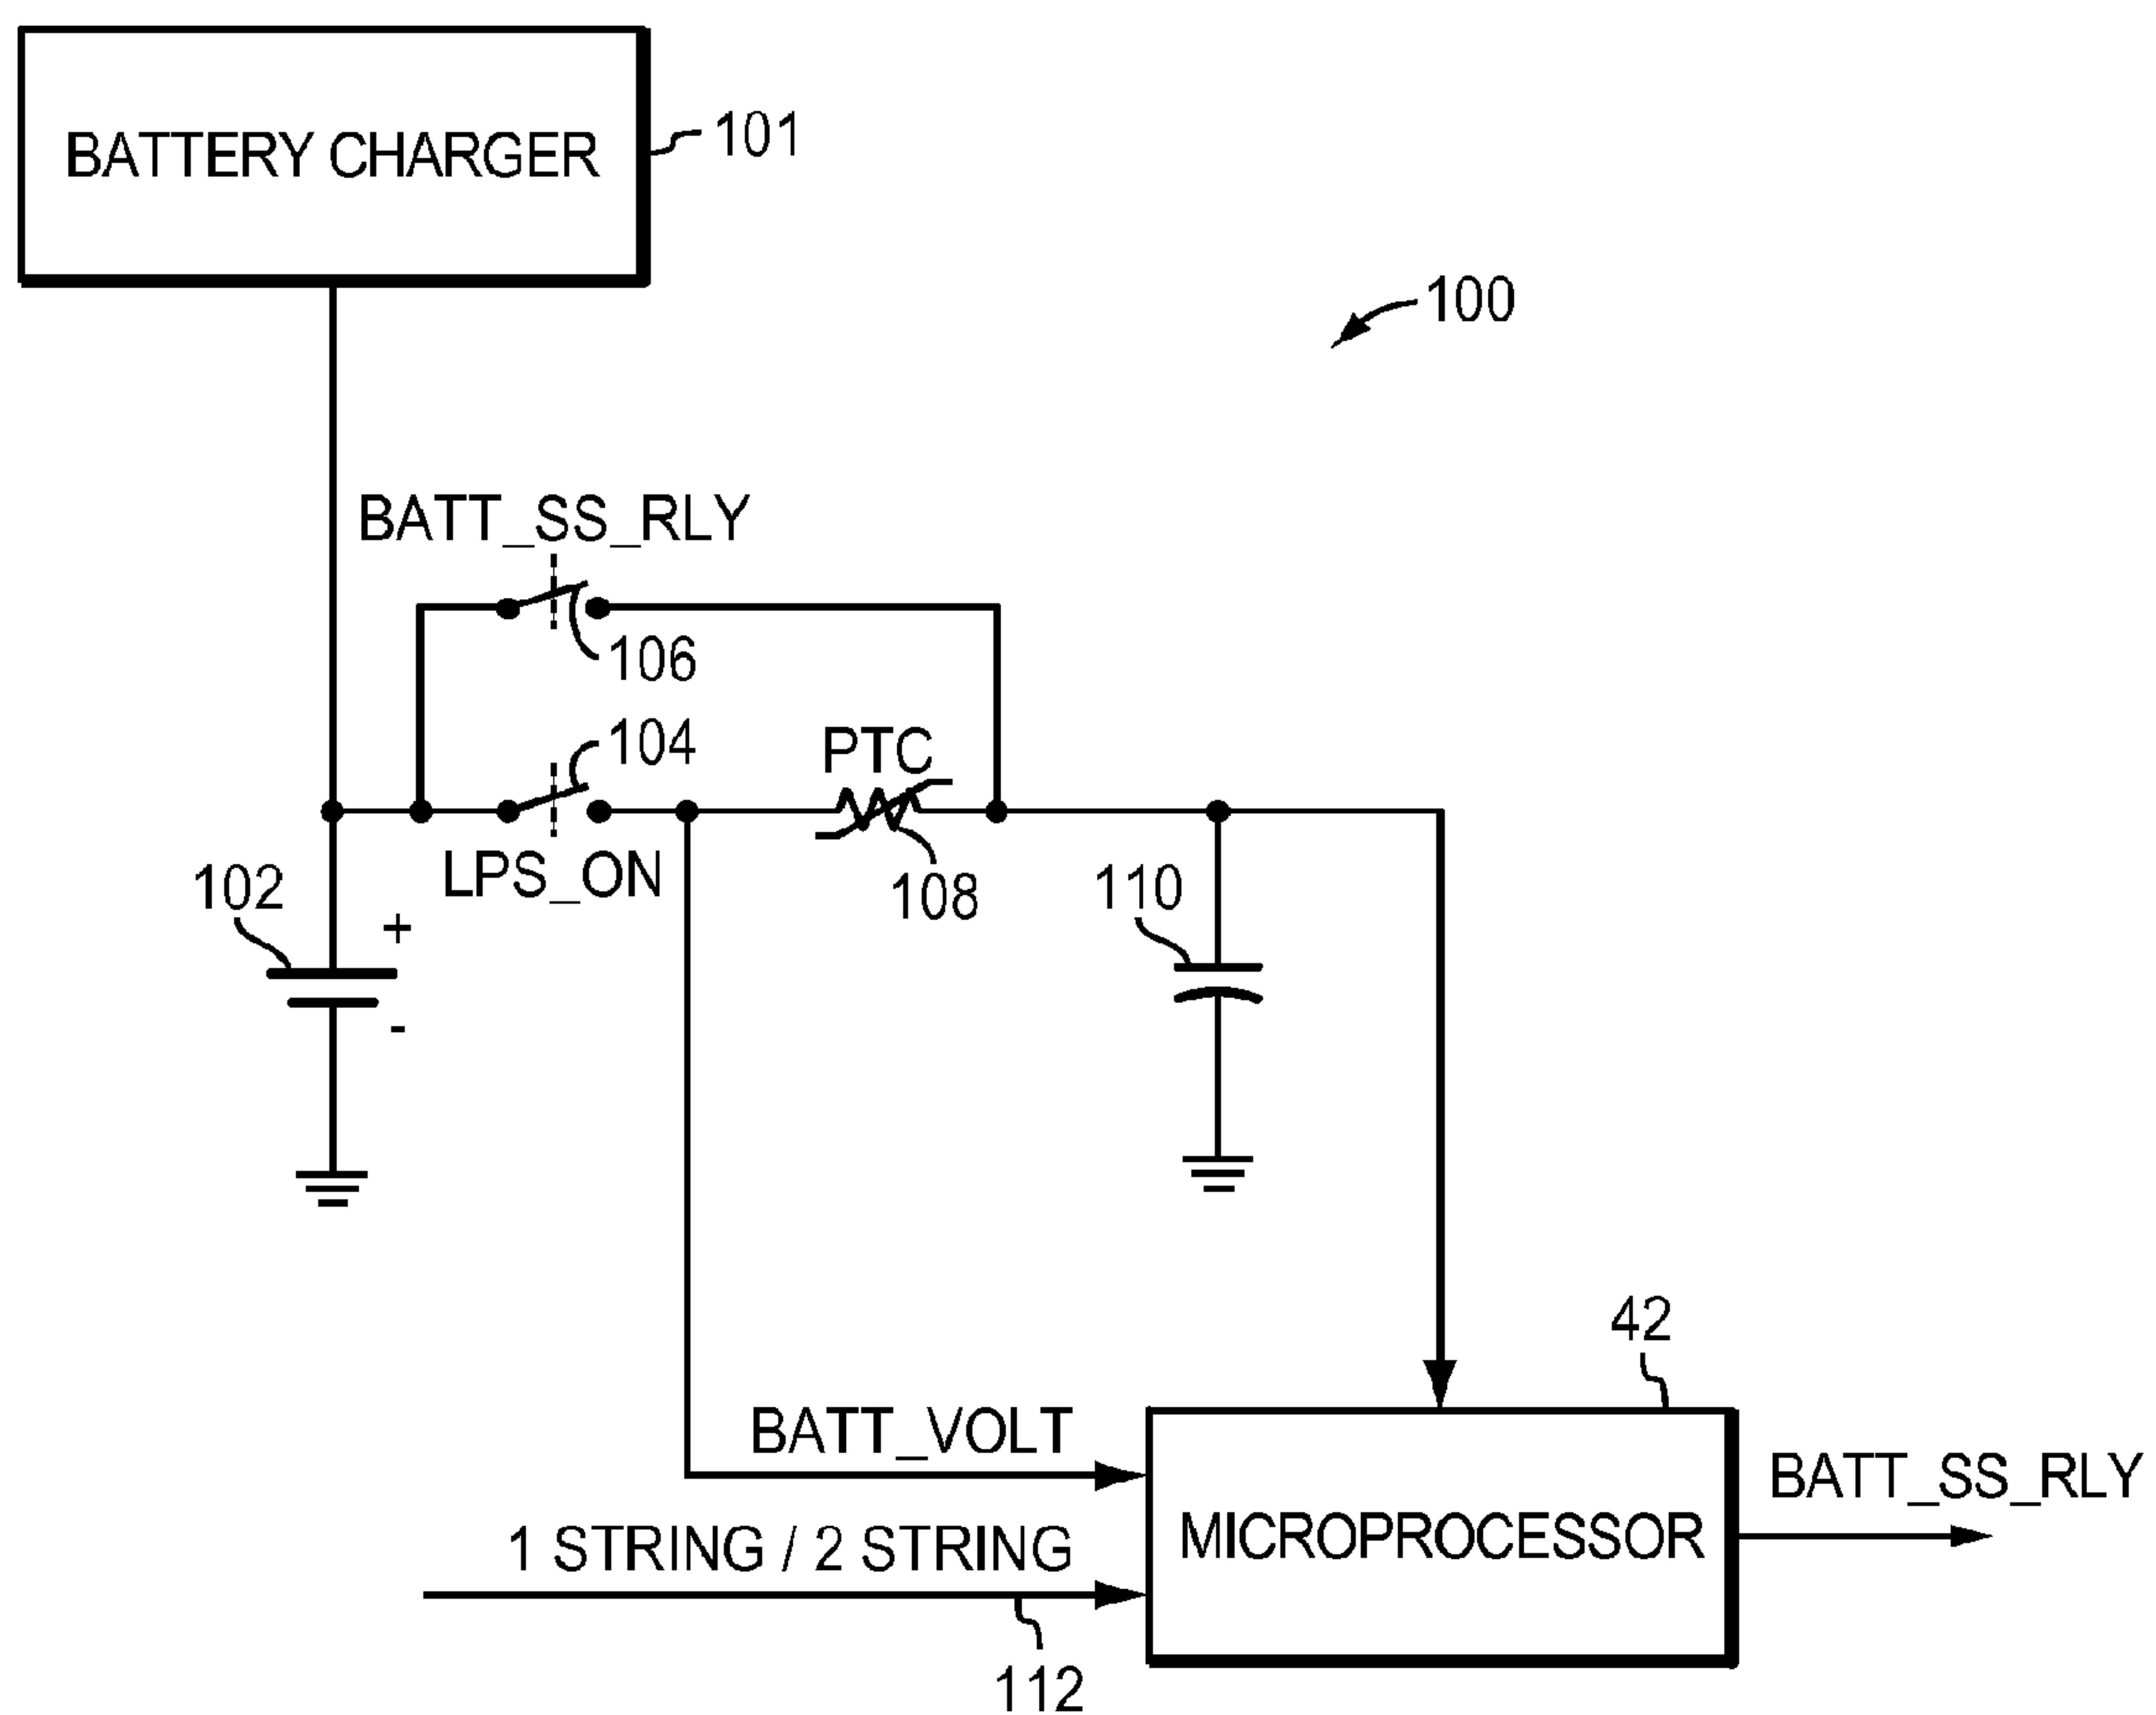 BATTERY CHARGER
101
100
BATT_SS_RLY
106
104
PTC
LPS_ON
102
108
110
+
-
42
BATT_VOLT
BATT_SS_RLY
1 STRING / 2 STRING
MICROPROCESSOR
112